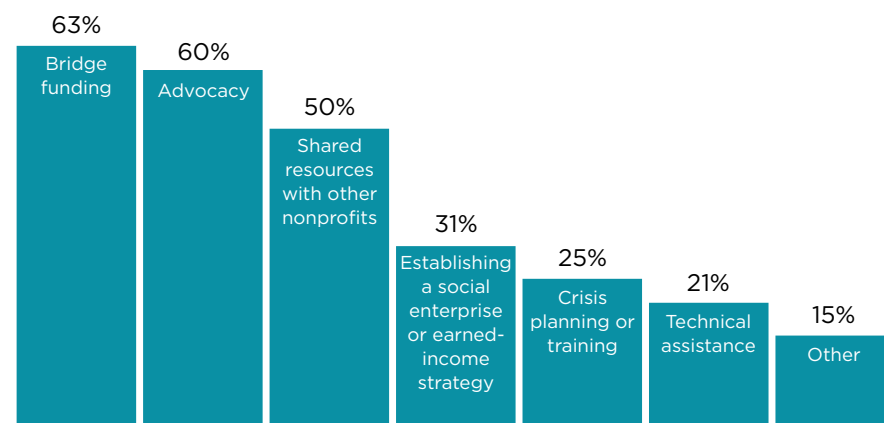 63%
Bridge
funding
60%
Advocacy
50%
Shared
resources
with other
nonprofits
31%
Establishing
a social
enterprise
or earned-
income
strategy
25%
Crisis
planning or
training
21%
Technical
assistance
15%
Other